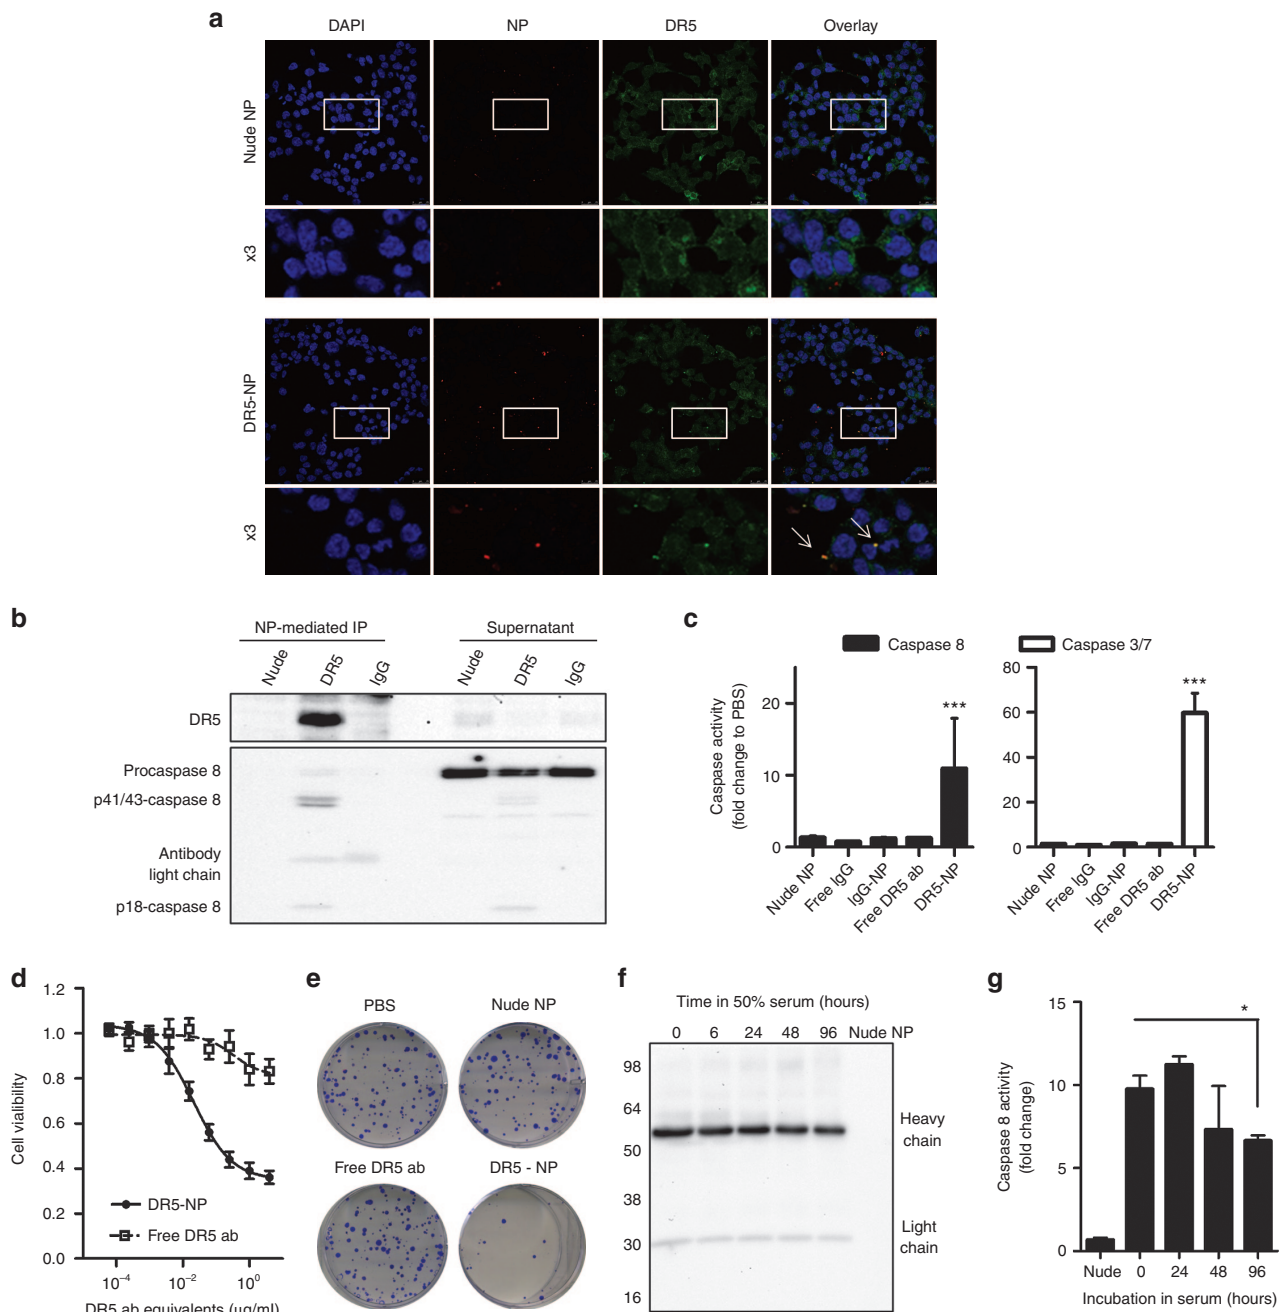 a
DAPI NP DR5 Overlay
Nude NP
x3
DR5-NP
x3
b
NP-mediated IP Supernatant
Nude DR5 IgG Nude DR5 IgG
DR5
Procaspase 8
p41/43-caspase 8
Antibody
light chain
p18-caspase 8
c
Caspase 8 Caspase 3/7
Caspase activity
(fold change to PBS)
20
10
0
***
Nude NP Free IgG IgG-NP Free DR5 ab DR5-NP
80
60
40
20
0
***
Nude NP Free IgG IgG-NP Free DR5 ab DR5-NP
d
Cell vialibility
1.2
1.0
0.8
0.6
0.4
0.2
0.0
DR5-NP
Free DR5 ab
10⁻⁴ 10⁻² 10⁰
DR5 ab equivalents (µg/ml)
e
PBS Nude NP
Free DR5 ab DR5 - NP
f
Time in 50% serum (hours)
0 6 24 48 96 Nude NP
98
64
50
38
30
16
Heavy
chain
Light
chain
g
Caspase 8 activity
(fold change)
15
10
5
0
*
Nude 0 24 48 96
Incubation in serum (hours)